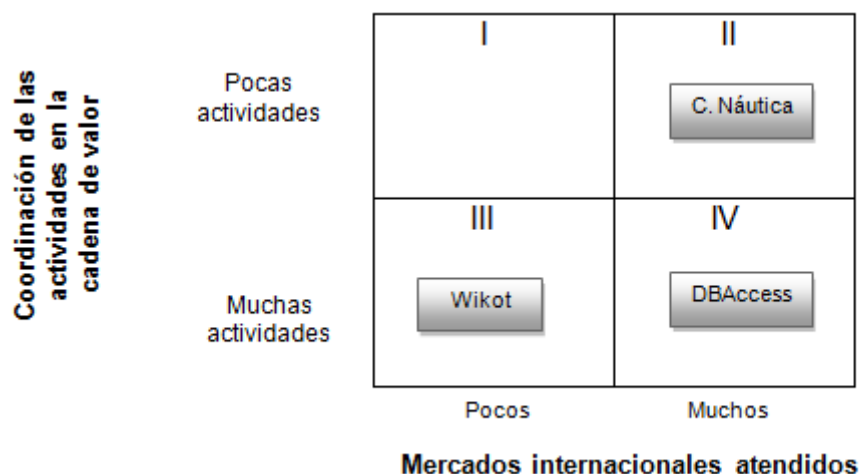 Coordinación de las
actividades en la
cadena de valor
Pocas
actividades
Muchas
actividades
I
II
C. Náutica
III
IV
Wikot
DBAccess
Pocos
Muchos
Mercados internacionales atendidos